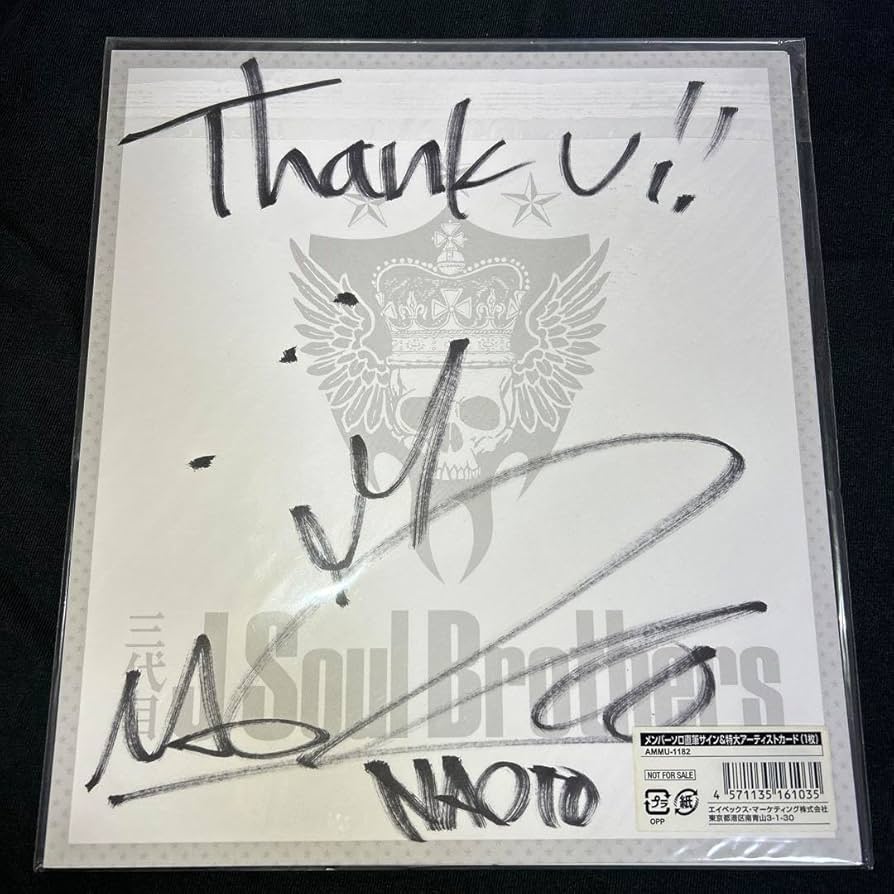 Thank U!!
三代目
J Soul Brothers
NAOTO
メンバーソロ直筆サイン&特大アーティストカード(1枚)
AMMU-1182
NOT FOR SALE
プラ
紙
OPP
4 571135 161035
エイベックス・マーケティング株式会社
東京都港区南青山3-1-30